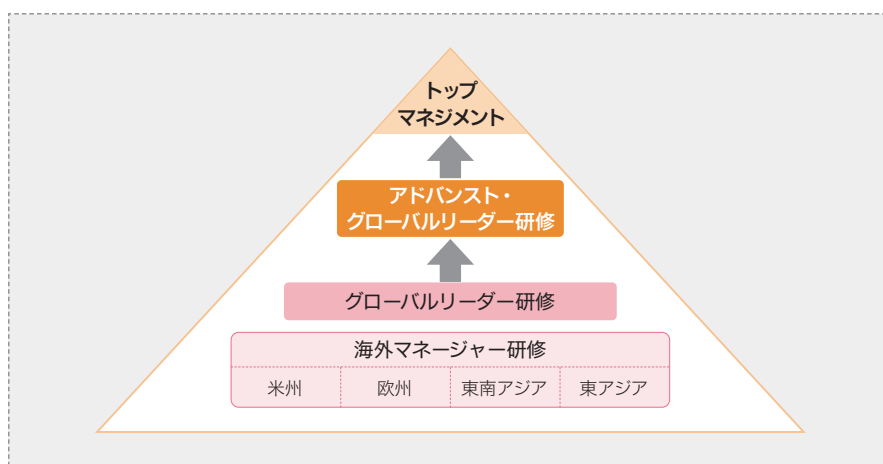 トップ
マネジメント
アドバンスト・
グローバルリーダー研修
グローバルリーダー研修
海外マネージャー研修
米州
欧州
東南アジア
東アジア